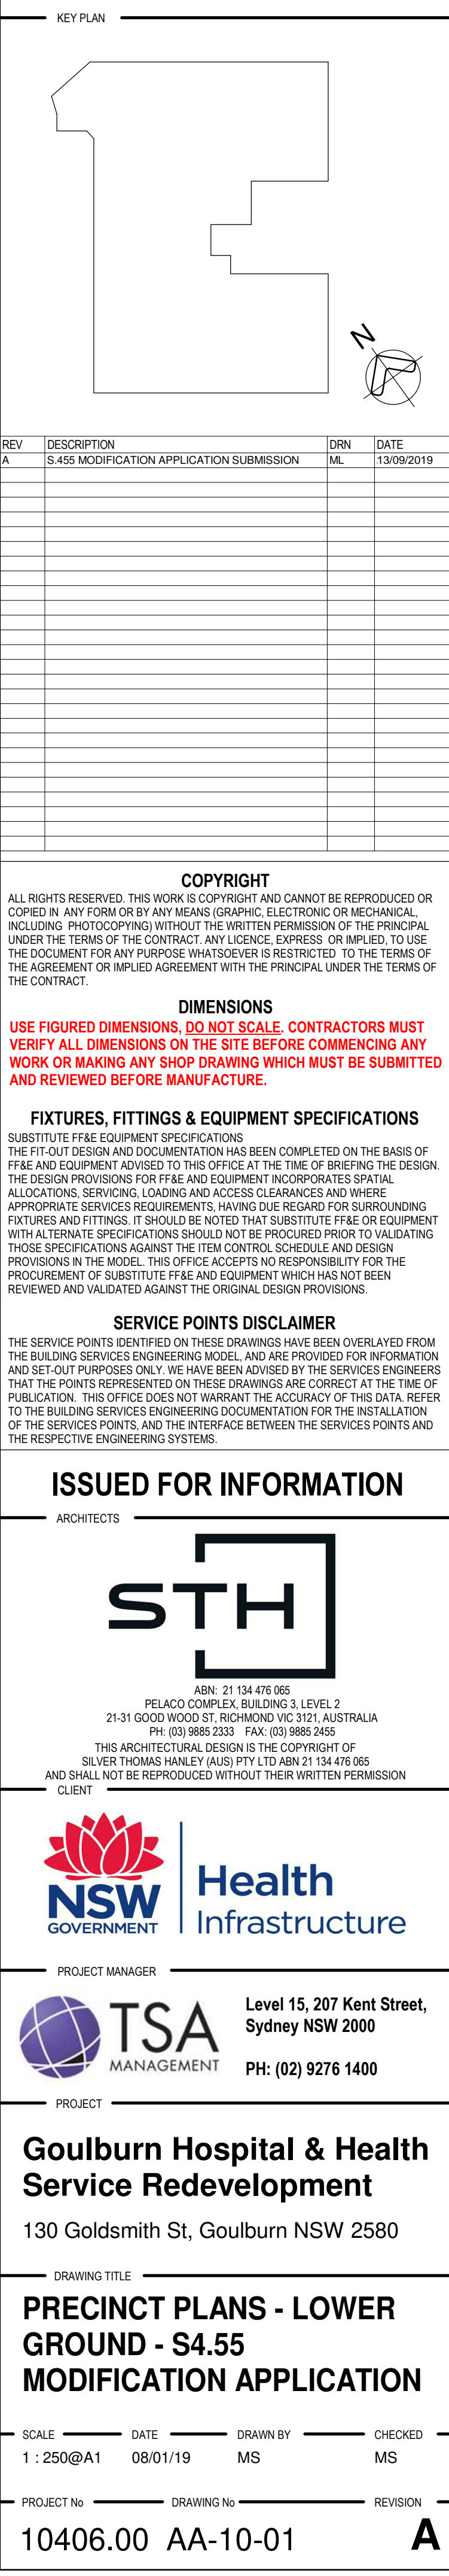 KEY PLAN
N
REV DESCRIPTION DRN DATE
A S.455 MODIFICATION APPLICATION SUBMISSION ML 13/09/2019
COPYRIGHT
ALL RIGHTS RESERVED. THIS WORK IS COPYRIGHT AND CANNOT BE REPRODUCED OR
COPIED IN ANY FORM OR BY ANY MEANS (GRAPHIC, ELECTRONIC OR MECHANICAL,
INCLUDING PHOTOCOPYING) WITHOUT THE WRITTEN PERMISSION OF THE PRINCIPAL
UNDER THE TERMS OF THE CONTRACT. ANY LICENCE, EXPRESS OR IMPLIED, TO USE
THE DOCUMENT FOR ANY PURPOSE WHATSOEVER IS RESTRICTED TO THE TERMS OF
THE AGREEMENT OR IMPLIED AGREEMENT WITH THE PRINCIPAL UNDER THE TERMS OF
THE CONTRACT.
DIMENSIONS
USE FIGURED DIMENSIONS, DO NOT SCALE. CONTRACTORS MUST
VERIFY ALL DIMENSIONS ON THE SITE BEFORE COMMENCING ANY
WORK OR MAKING ANY SHOP DRAWING WHICH MUST BE SUBMITTED
AND REVIEWED BEFORE MANUFACTURE.
FIXTURES, FITTINGS & EQUIPMENT SPECIFICATIONS
SUBSTITUTE FF&E EQUIPMENT SPECIFICATIONS
THE FIT-OUT DESIGN AND DOCUMENTATION HAS BEEN COMPLETED ON THE BASIS OF
FF&E AND EQUIPMENT ADVISED TO THIS OFFICE AT THE TIME OF BRIEFING THE DESIGN.
THE DESIGN PROVISIONS FOR FF&E AND EQUIPMENT INCORPORATES SPATIAL
ALLOCATIONS, SERVICING, LOADING AND ACCESS CLEARANCES AND WHERE
APPROPRIATE SERVICES REQUIREMENTS, HAVING DUE REGARD FOR SURROUNDING
FIXTURES AND FITTINGS. IT SHOULD BE NOTED THAT SUBSTITUTE FF&E OR EQUIPMENT
WITH ALTERNATE SPECIFICATIONS SHOULD NOT BE PROCURED PRIOR TO VALIDATING
THOSE SPECIFICATIONS AGAINST THE ITEM CONTROL SCHEDULE AND DESIGN
PROVISIONS IN THE MODEL. THIS OFFICE ACCEPTS NO RESPONSIBILITY FOR THE
PROCUREMENT OF SUBSTITUTE FF&E AND EQUIPMENT WHICH HAS NOT BEEN
REVIEWED AND VALIDATED AGAINST THE ORIGINAL DESIGN PROVISIONS.
SERVICE POINTS DISCLAIMER
THE SERVICE POINTS IDENTIFIED ON THESE DRAWINGS HAVE BEEN OVERLAYED FROM
THE BUILDING SERVICES ENGINEERING MODEL, AND ARE PROVIDED FOR INFORMATION
AND SET-OUT PURPOSES ONLY. WE HAVE BEEN ADVISED BY THE SERVICES ENGINEERS
THAT THE POINTS REPRESENTED ON THESE DRAWINGS ARE CORRECT AT THE TIME OF
PUBLICATION. THIS OFFICE DOES NOT WARRANT THE ACCURACY OF THIS DATA. REFER
TO THE BUILDING SERVICES ENGINEERING DOCUMENTATION FOR THE INSTALLATION
OF THE SERVICES POINTS, AND THE INTERFACE BETWEEN THE SERVICES POINTS AND
THE RESPECTIVE ENGINEERING SYSTEMS.
ISSUED FOR INFORMATION
ARCHITECTS
STH
ABN: 21 134 476 065
PELACO COMPLEX, BUILDING 3, LEVEL 2
21-31 GOOD WOOD ST, RICHMOND VIC 3121, AUSTRALIA
PH: (03) 9885 2333 FAX: (03) 9885 2455
THIS ARCHITECTURAL DESIGN IS THE COPYRIGHT OF
SILVER THOMAS HANLEY (AUS) PTY LTD ABN 21 134 476 065
AND SHALL NOT BE REPRODUCED WITHOUT THEIR WRITTEN PERMISSION
CLIENT
NSW
GOVERNMENT
Health
Infrastructure
PROJECT MANAGER
TSA
MANAGEMENT
Level 15, 207 Kent Street,
Sydney NSW 2000
PH: (02) 9276 1400
PROJECT
Goulburn Hospital & Health
Service Redevelopment
130 Goldsmith St, Goulburn NSW 2580
DRAWING TITLE
PRECINCT PLANS - LOWER
GROUND - S4.55
MODIFICATION APPLICATION
SCALE DATE DRAWN BY CHECKED
1 : 250@A1 08/01/19 MS MS
PROJECT No DRAWING No REVISION
10406.00 AA-10-01 A